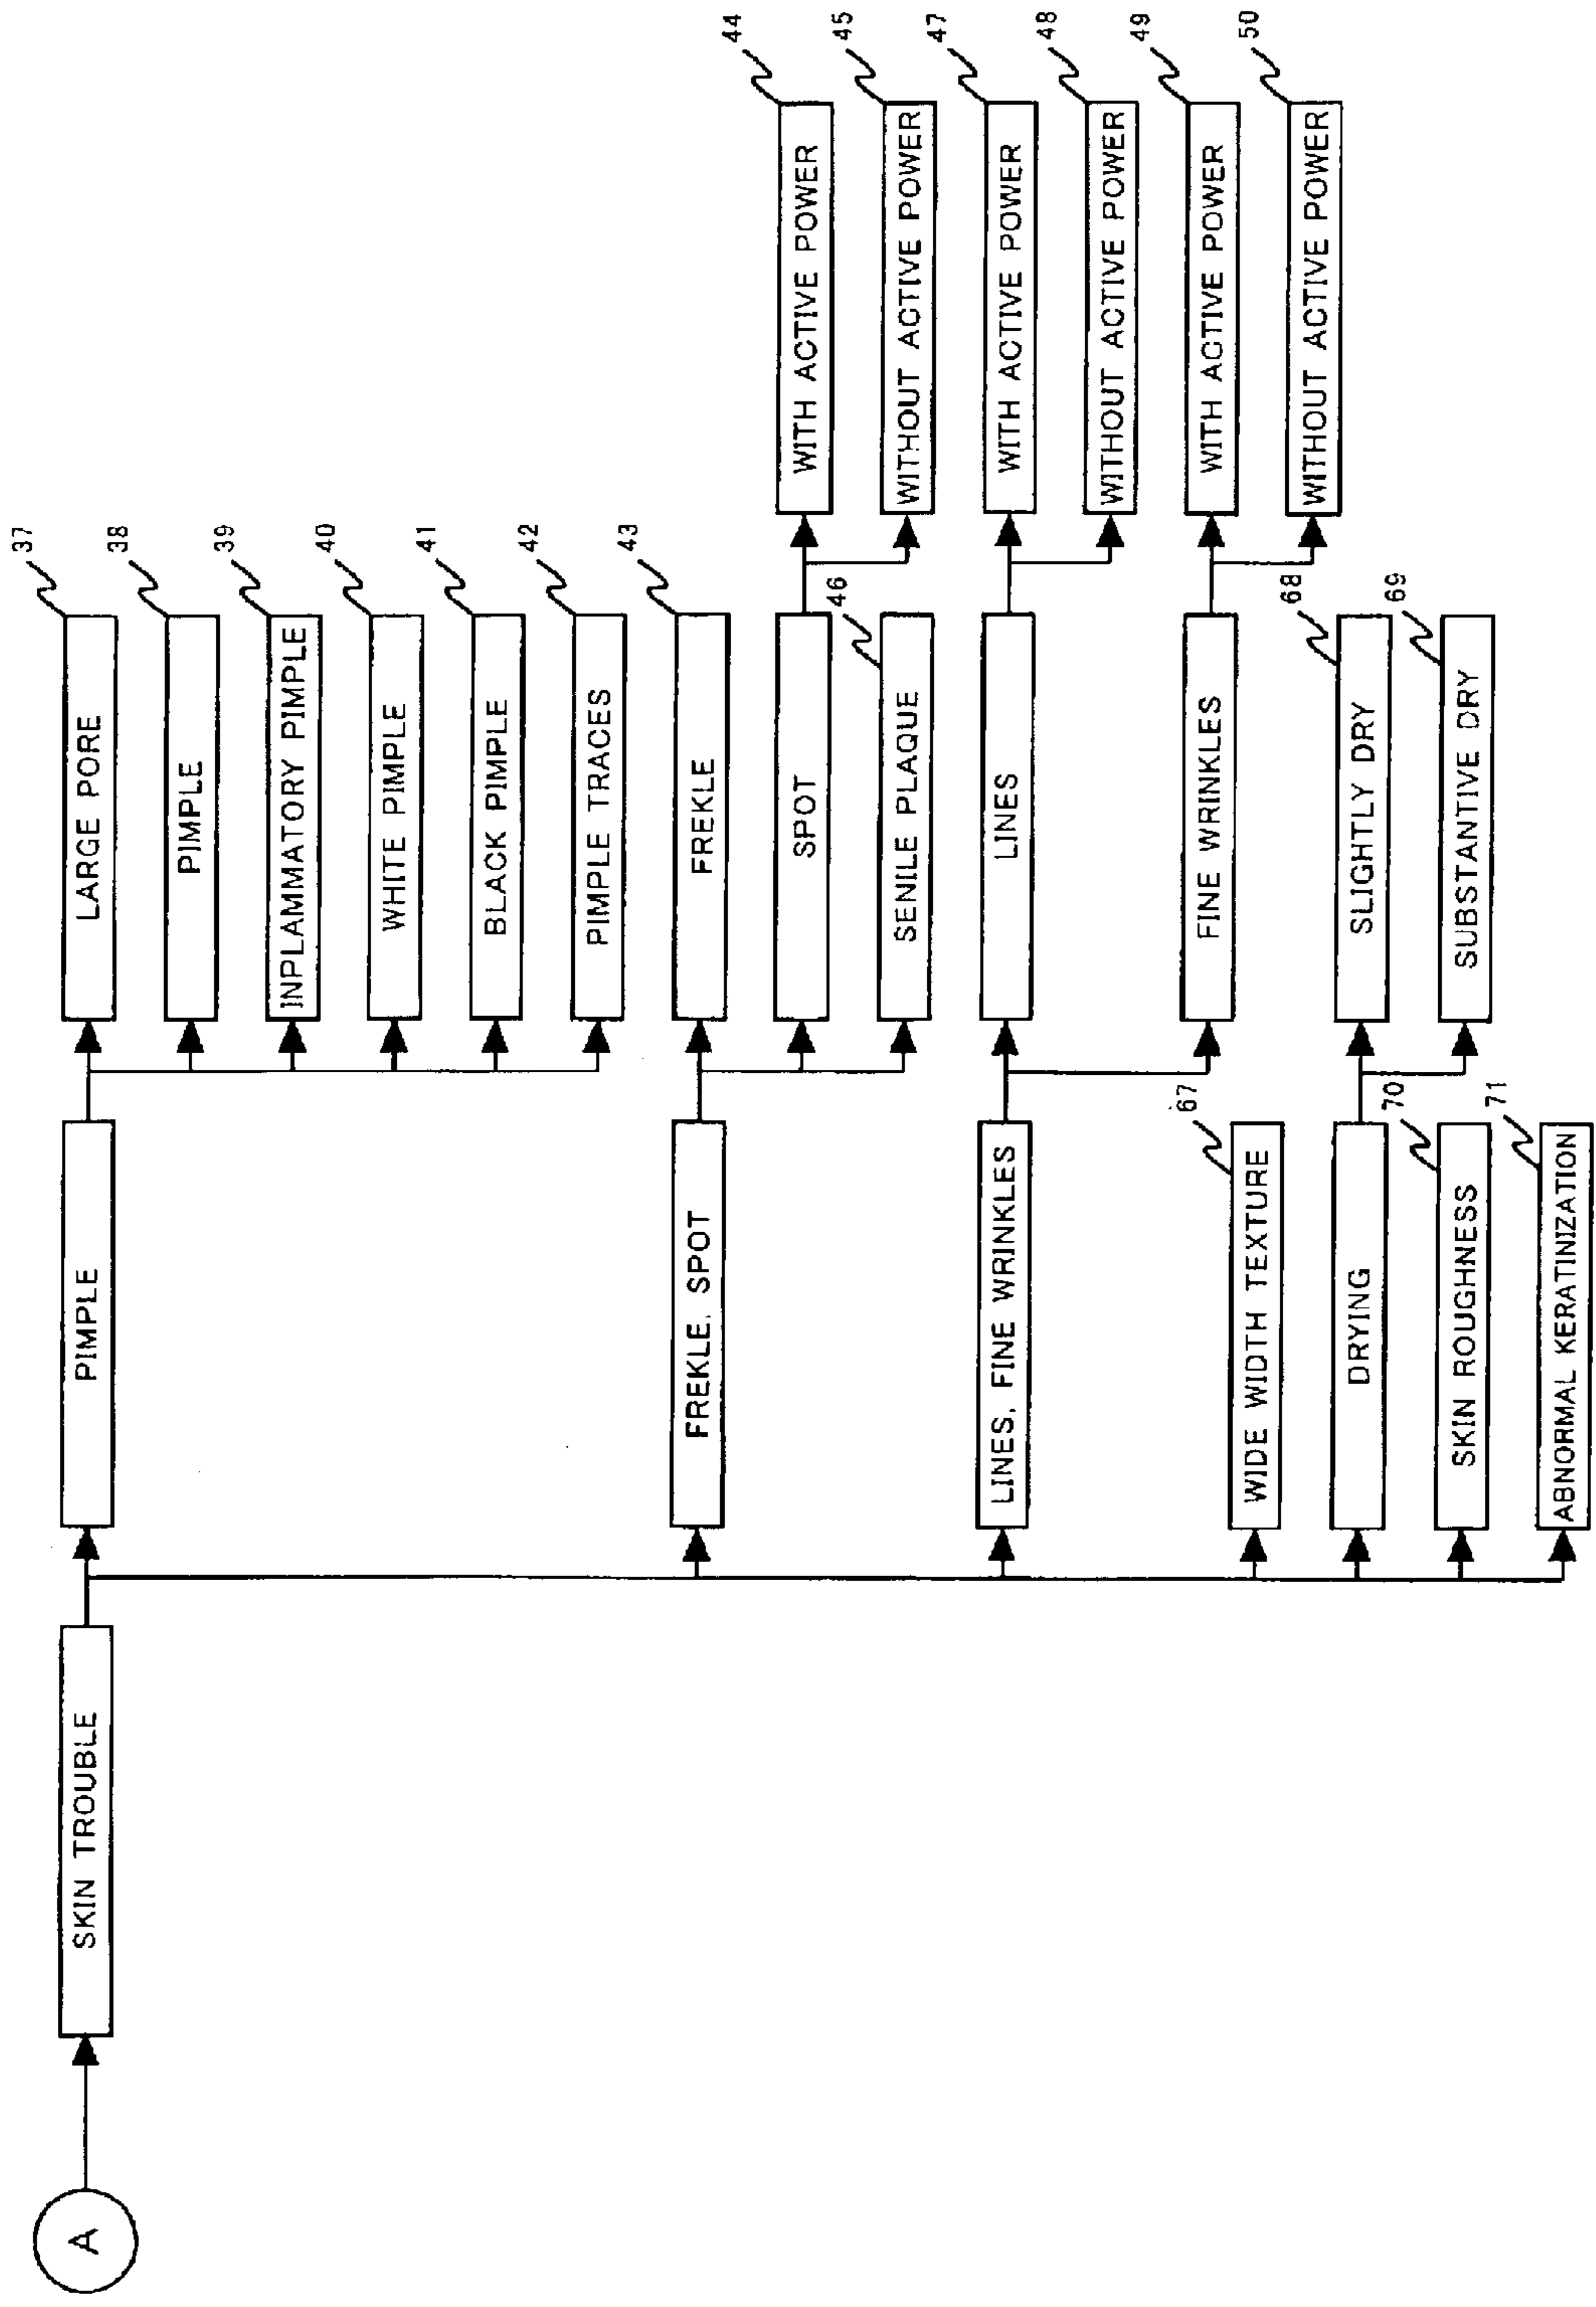 A
SKIN TROUBLE
PIMPLE
LARGE PORE
37
PIMPLE
38
INPLAMMATORY PIMPLE
39
WHITE PIMPLE
40
BLACK PIMPLE
41
PIMPLE TRACES
42
FREKLE, SPOT
FREKLE
43
SPOT
WITH ACTIVE POWER
44
WITHOUT ACTIVE POWER
45
SENILE PLAQUE
46
LINES, FINE WRINKLES
LINES
WITH ACTIVE POWER
47
WITHOUT ACTIVE POWER
48
FINE WRINKLES
WITH ACTIVE POWER
49
WITHOUT ACTIVE POWER
50
WIDE WIDTH TEXTURE
67
DRYING
SLIGHTLY DRY
68
SUBSTANTIVE DRY
69
SKIN ROUGHNESS
70
ABNORMAL KERATINIZATION
71